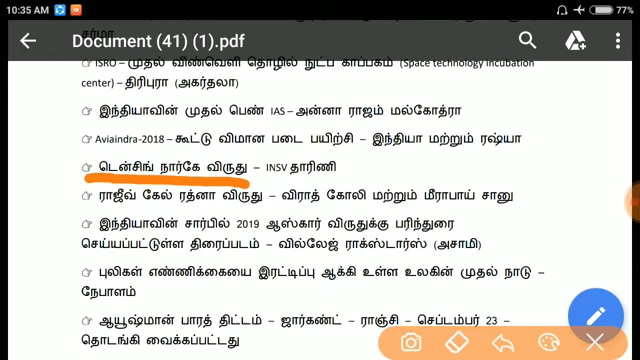 10:35 AM
77%
Document (41) (1).pdf
சர்மா
☞ ISRO – முதல் விண்வெளி தொழில் நுட்ப காப்பகம் (Space technology incubation
center) – திரிபுரா (அகர்தலா)
☞ இந்தியாவின் முதல் பெண் IAS – அன்னா ராஜம் மல்கோத்ரா
☞ Aviaindra-2018 – கூட்டு விமான படை பயிற்சி – இந்தியா மற்றும் ரஷ்யா
☞ டென்சிங் நார்கே விருது – INSV தாரிணி
☞ ராஜீவ் கேல் ரத்னா விருது – விராத் கோலி மற்றும் மீராபாய் சானு
☞ இந்தியாவின் சார்பில் 2019 ஆஸ்கார் விருதுக்கு பரிந்துரை
செய்யபட்டுள்ள திரைப்படம் – வில்லேஜ் ராக்ஸ்டார்ஸ் (அசாமி)
☞ புலிகள் எண்ணிக்கையை இரட்டிப்பு ஆக்கி உள்ள உலகின் முதல் நாடு –
நேபாளம்
☞ ஆயூஷ்மான் பாரத் திட்டம் – ஜார்கண்ட் – ராஞ்சி – செப்டம்பர் 23 –
தொடங்கி வைக்கப்பட்டது